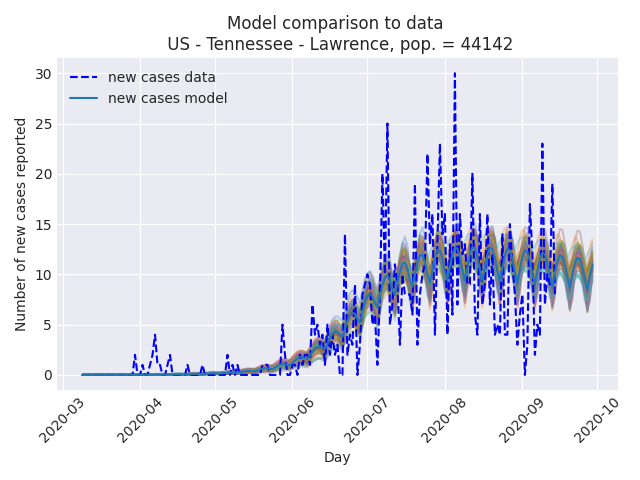 Model comparison to data
US - Tennessee - Lawrence, pop. = 44142
new cases data
new cases model
Number of new cases reported
30
25
20
15
10
5
0
2020-03
2020-04
2020-05
2020-06
2020-07
2020-08
2020-09
2020-10
Day